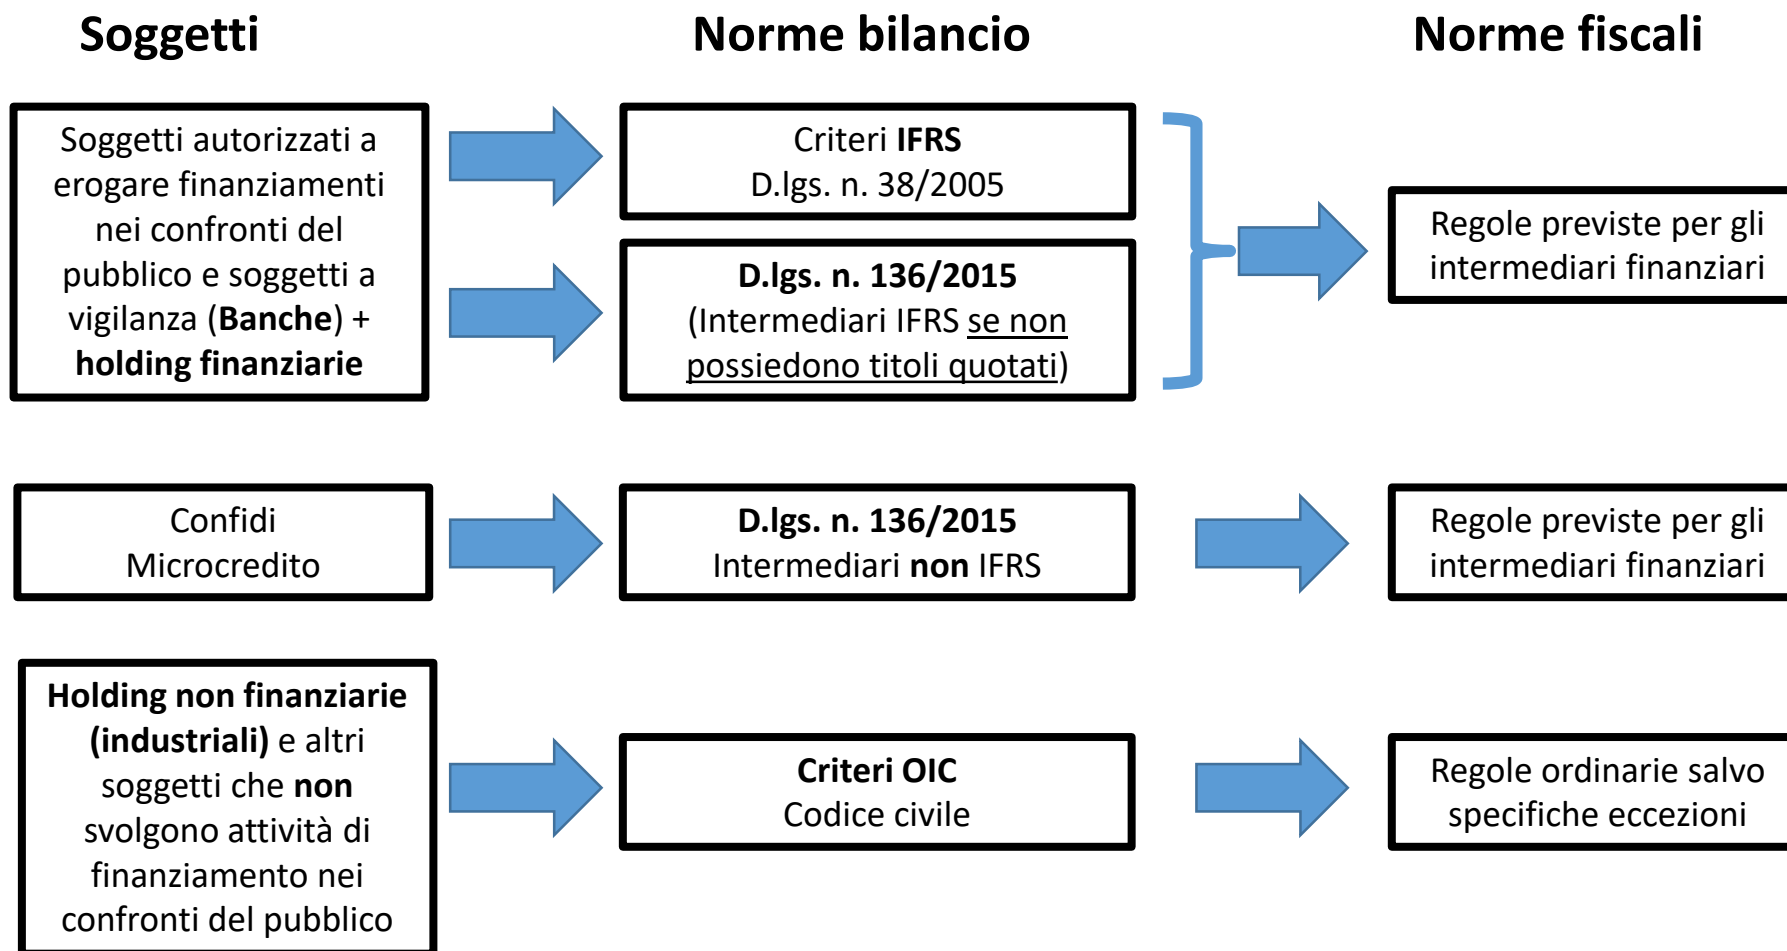 Soggetti
Norme bilancio
Norme fiscali
Soggetti autorizzati a
erogare finanziamenti
nei confronti del
pubblico e soggetti a
vigilanza (Banche) +
holding finanziarie
Criteri IFRS
D.lgs. n. 38/2005
D.lgs. n. 136/2015
(Intermediari IFRS se non
possiedono titoli quotati)
Regole previste per gli
intermediari finanziari
Confidi
Microcredito
D.lgs. n. 136/2015
Intermediari non IFRS
Regole previste per gli
intermediari finanziari
Holding non finanziarie
(industriali) e altri
soggetti che non
svolgono attività di
finanziamento nei
confronti del pubblico
Criteri OIC
Codice civile
Regole ordinarie salvo
specifiche eccezioni